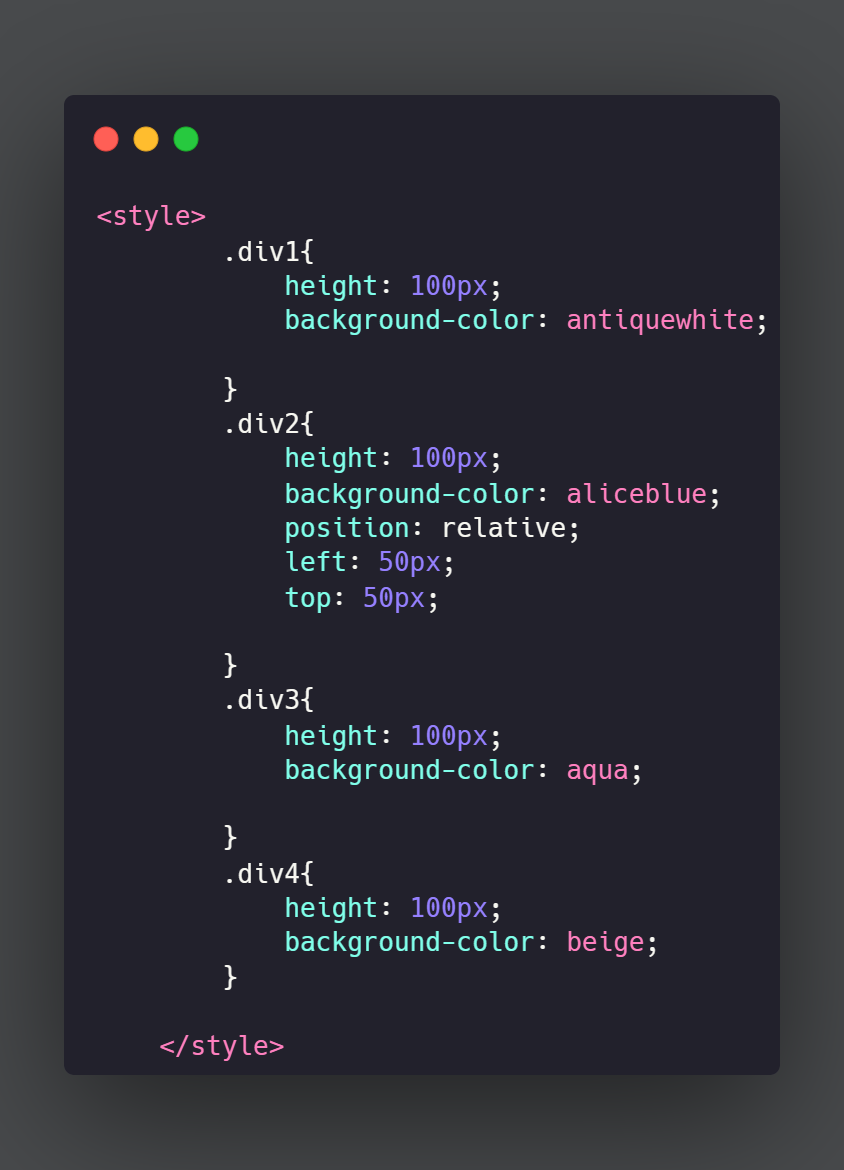 <style>
        .div1{
            height: 100px;
            background-color: antiquewhite;

        }
        .div2{
            height: 100px;
            background-color: aliceblue;
            position: relative;
            left: 50px;
            top: 50px;

        }
        .div3{
            height: 100px;
            background-color: aqua;

        }
        .div4{
            height: 100px;
            background-color: beige;
        }

    </style>